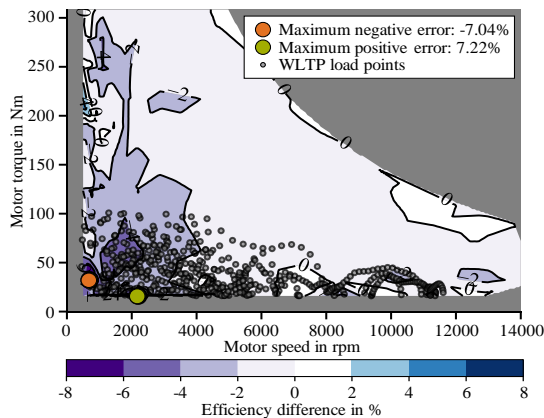 Maximum negative error: -7.04%
Maximum positive error: 7.22%
WLTP load points
Motor torque in Nm
300
250
200
150
100
50
0
-2
0
0
0
0
-2
0
0 2000 4000 6000 8000 10000 12000 14000
Motor speed in rpm
-8 -6 -4 -2 0 2 4 6 8
Efficiency difference in %